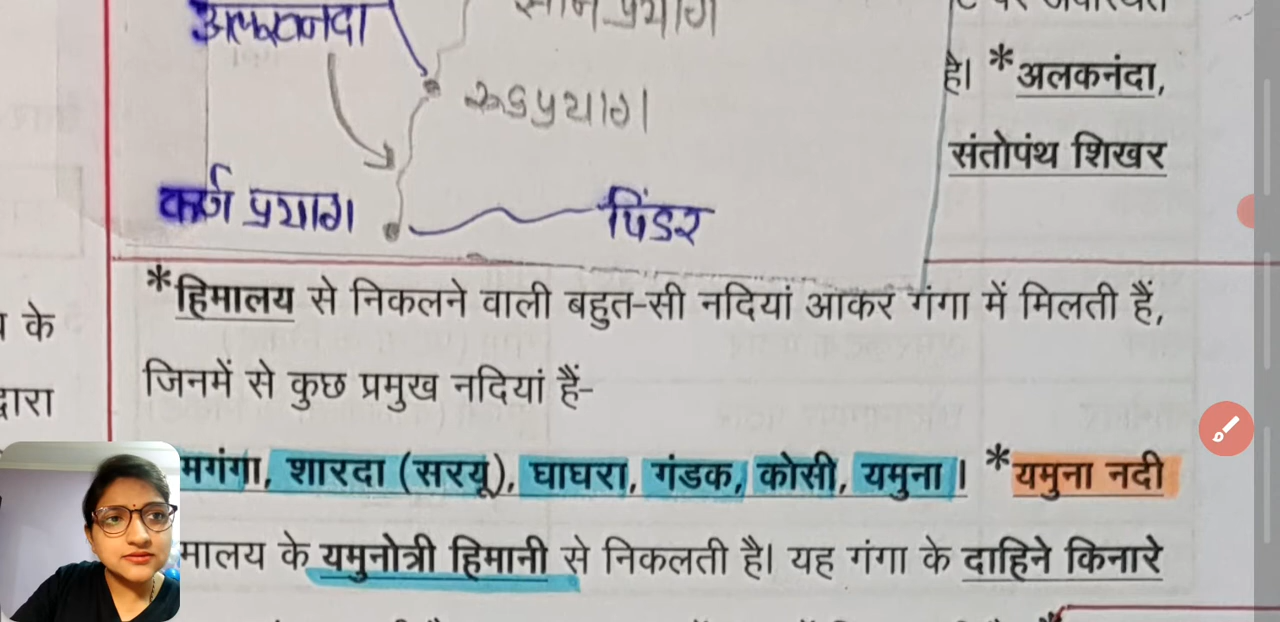 अलकनंदा
रुद्रप्रयाग
कर्ण प्रयाग
पिंडर
है। *अलकनंदा,
संतोपंथ शिखर
के
द्वारा
*हिमालय से निकलने वाली बहुत-सी नदियां आकर गंगा में मिलती हैं,
जिनमें से कुछ प्रमुख नदियां हैं-
मगंगा, शारदा (सरयू), घाघरा, गंडक, कोसी, यमुना। *यमुना नदी
मालय के यमुनोत्री हिमानी से निकलती है। यह गंगा के दाहिने किनारे